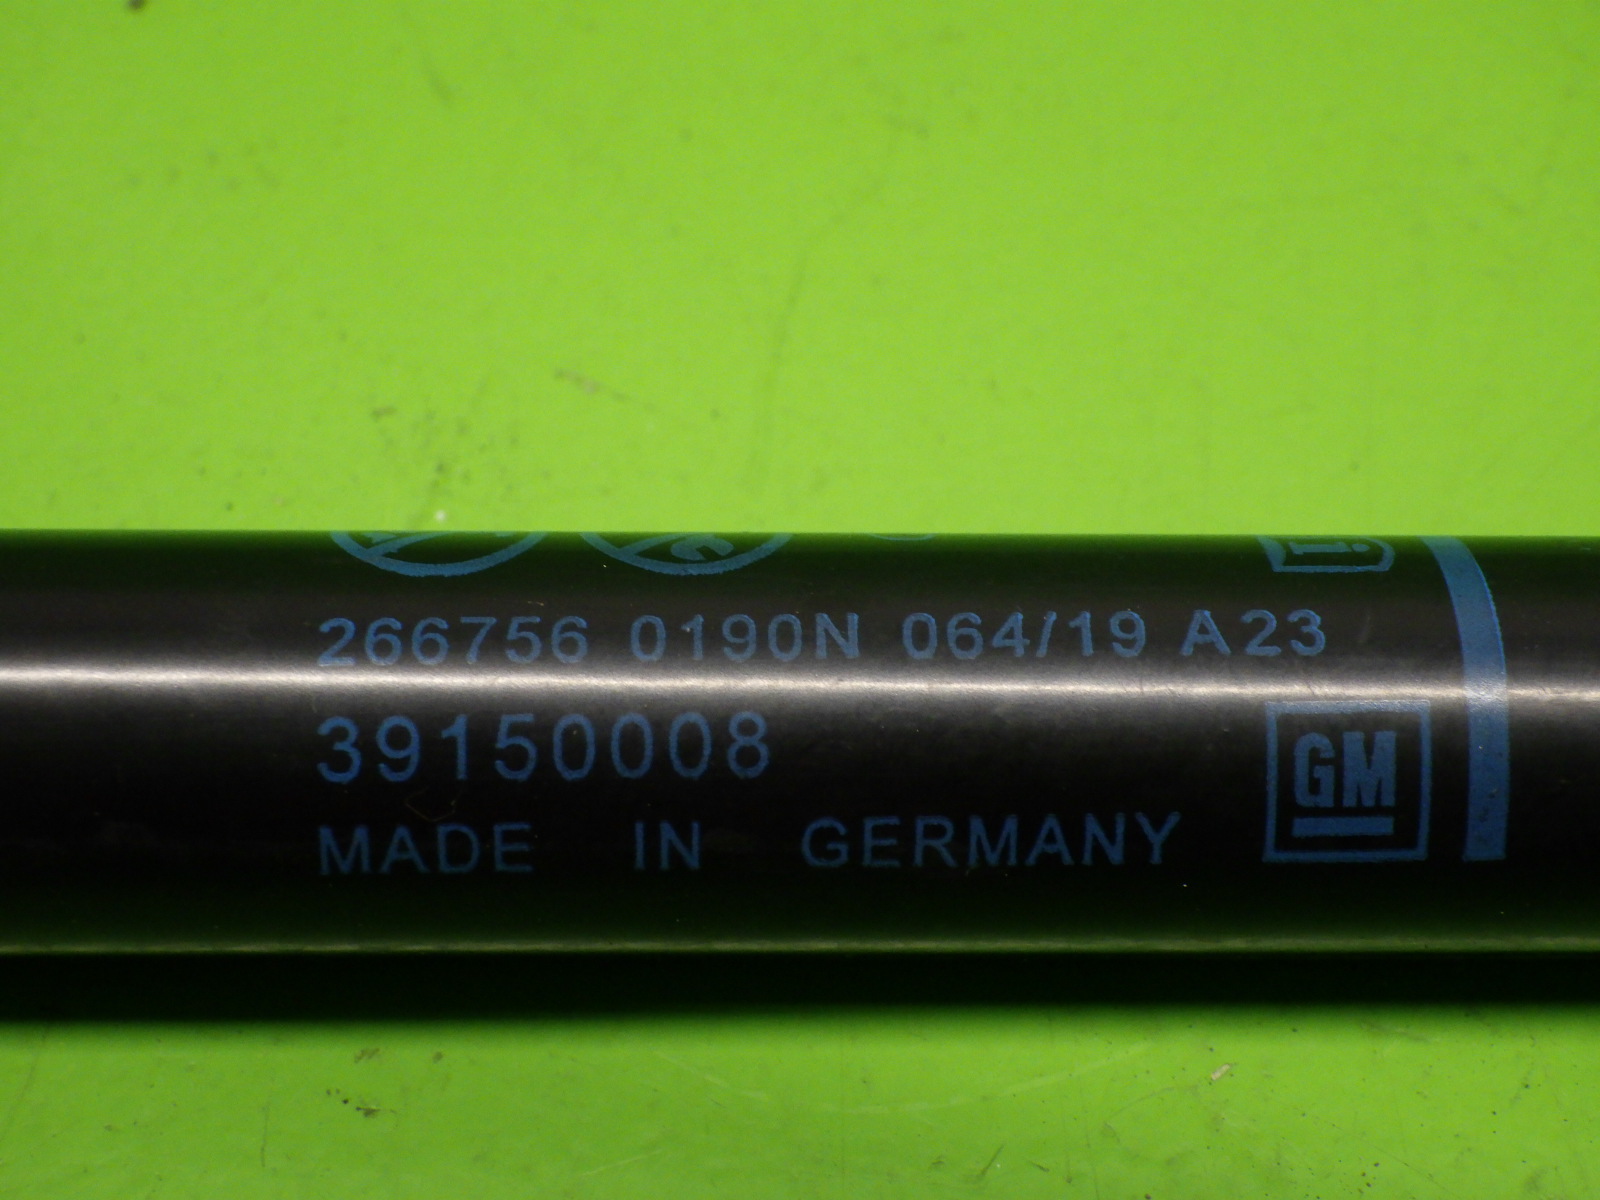 i
266756 0190N 064/19 A23
39150008
GM
MADE IN GERMANY